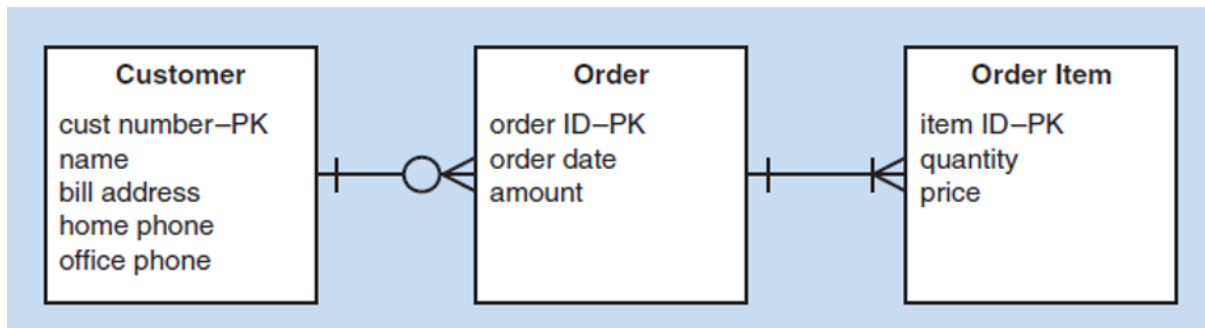 Customer
cust number–PK
name
bill address
home phone
office phone
Order
order ID–PK
order date
amount
Order Item
item ID–PK
quantity
price